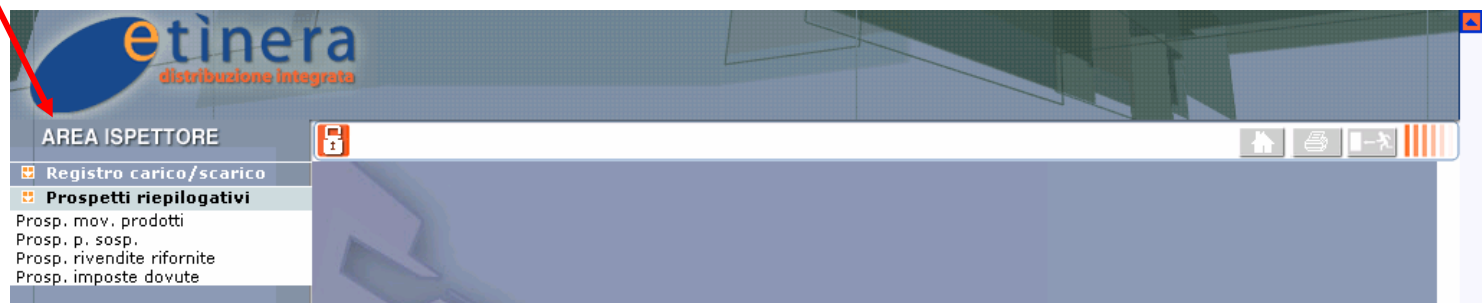 etìnera
distribuzione integrata
AREA ISPETTORE
Registro carico/scarico
Prospetti riepilogativi
Prosp. mov. prodotti
Prosp. p. sosp.
Prosp. rivendite rifornite
Prosp. imposte dovute